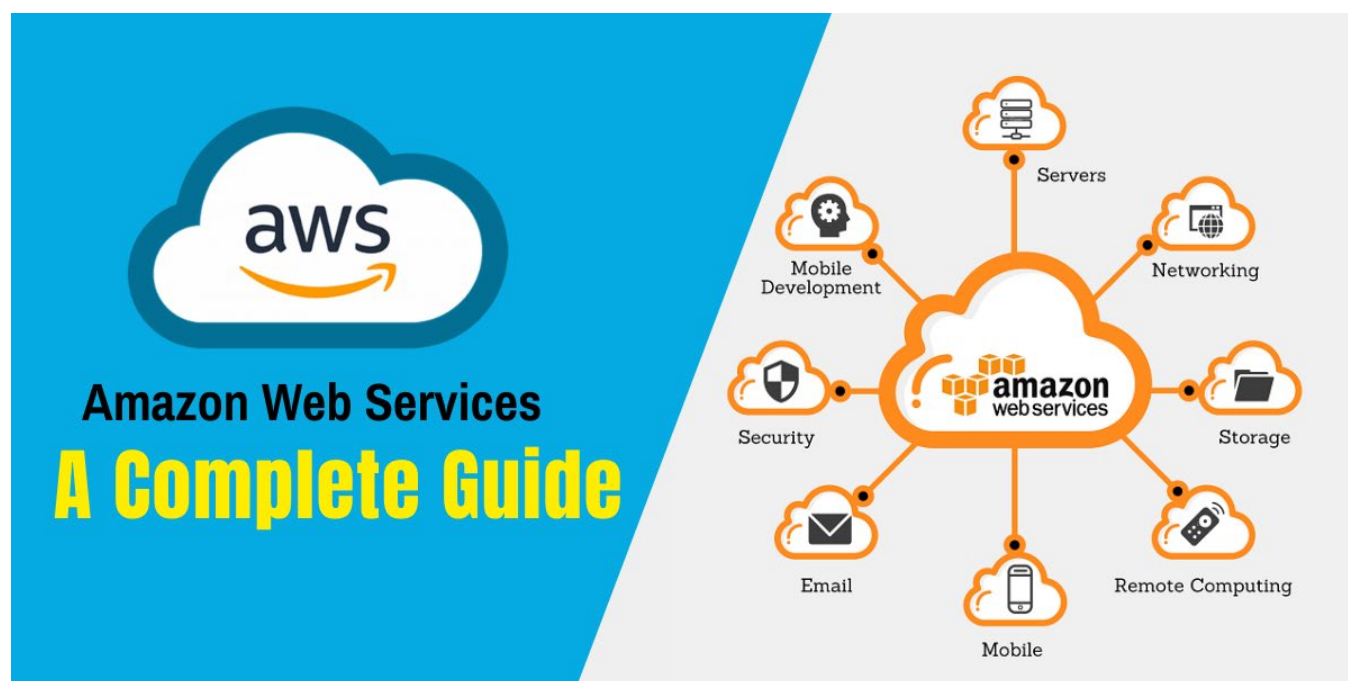 aws
Amazon Web Services
A Complete Guide
Servers
Mobile
Development
Networking
amazon
web services
Security
Storage
Email
Remote Computing
Mobile